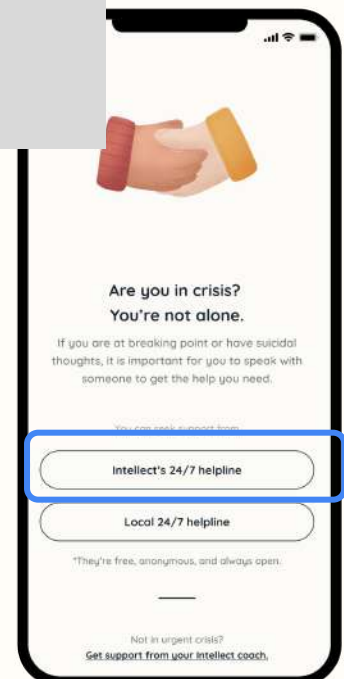 Are you in crisis?
You're not alone.
If you are at breaking point or have suicidal
thoughts, it is important for you to speak with
someone to get the help you need.
You can seek support from
Intellect's 24/7 helpline
Local 24/7 helpline
*They're free, anonymous, and always open.
Not in urgent crisis?
Get support from your Intellect coach.